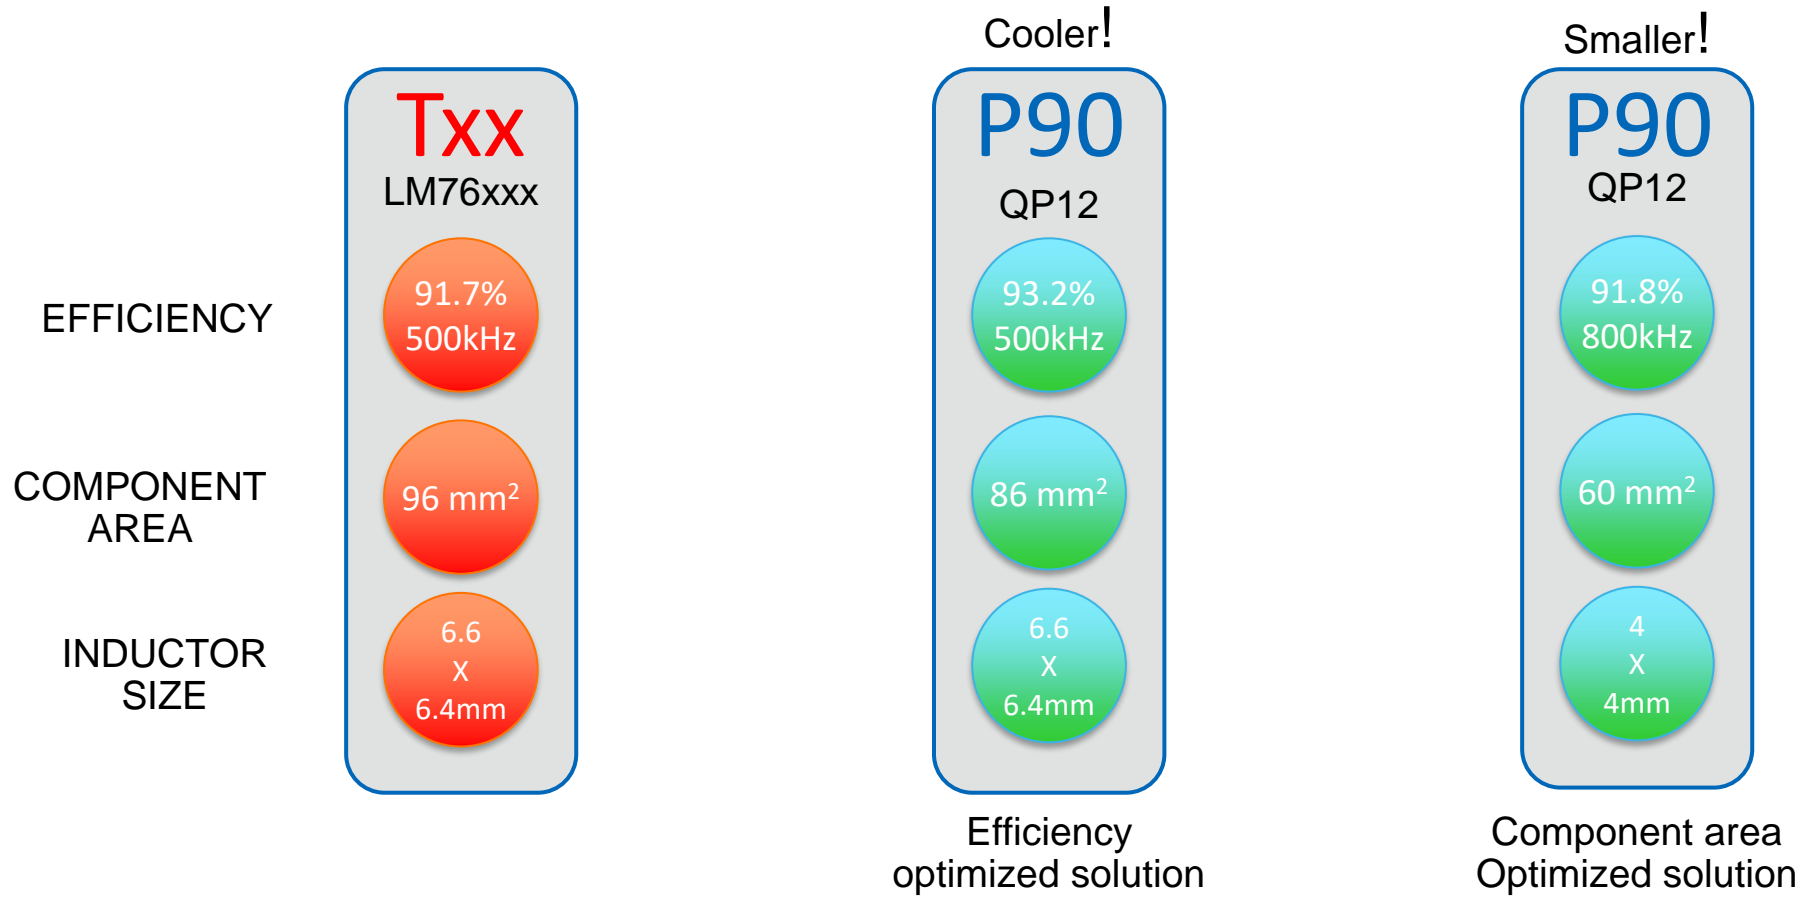 Cooler!
Smaller!
Txx
LM76xxx
P90
QP12
P90
QP12
EFFICIENCY
91.7%
500kHz
93.2%
500kHz
91.8%
800kHz
COMPONENT
AREA
96 mm²
86 mm²
60 mm²
INDUCTOR
SIZE
6.6
X
6.4mm
6.6
X
6.4mm
4
X
4mm
Efficiency
optimized solution
Component area
Optimized solution